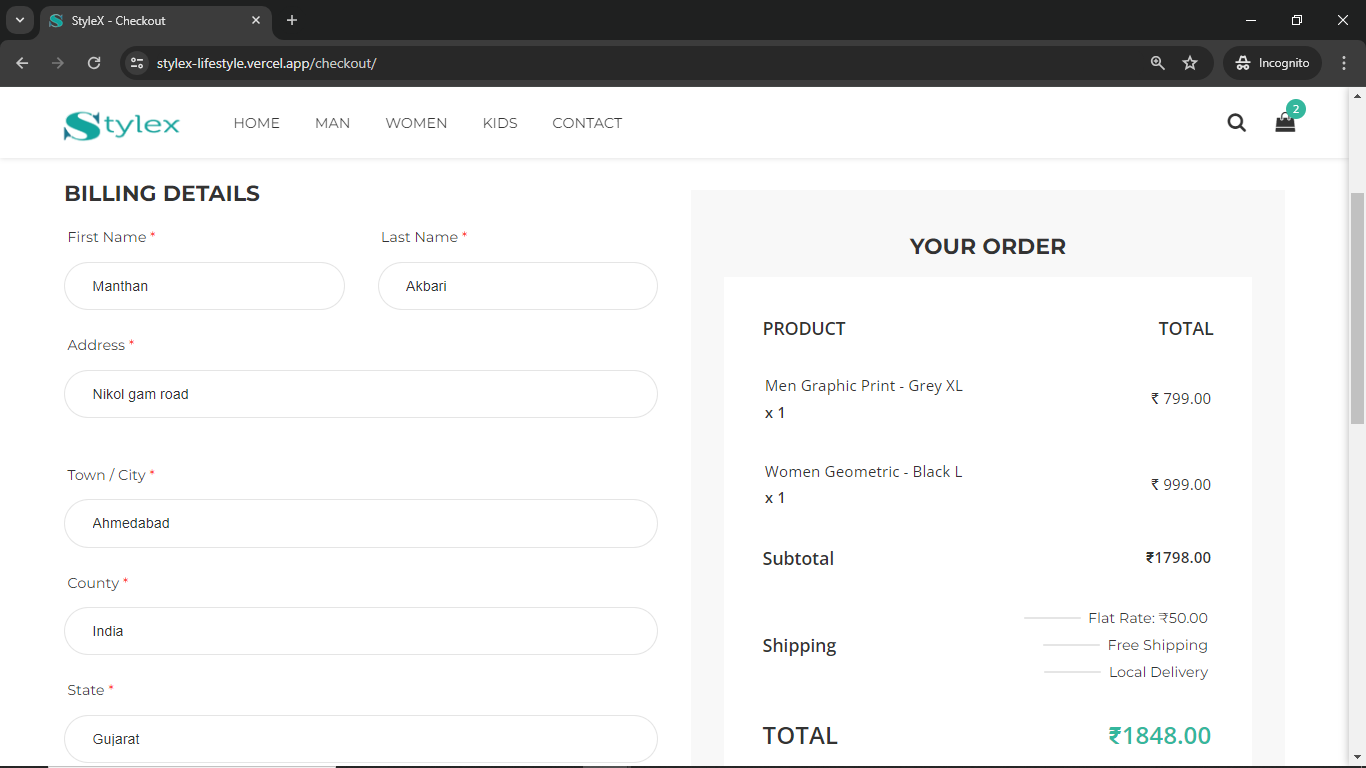 StyleX - Checkout
stylex-lifestyle.vercel.app/checkout/
Incognito
Stylex
HOME MAN WOMEN KIDS CONTACT
2
BILLING DETAILS
First Name *
Last Name *
Manthan
Akbari
Address *
Nikol gam road
Town / City *
Ahmedabad
County *
India
State *
Gujarat
YOUR ORDER
PRODUCT TOTAL
Men Graphic Print - Grey XL
x 1
₹ 799.00
Women Geometric - Black L
x 1
₹ 999.00
Subtotal ₹1798.00
Shipping
Flat Rate: ₹50.00
Free Shipping
Local Delivery
TOTAL ₹1848.00